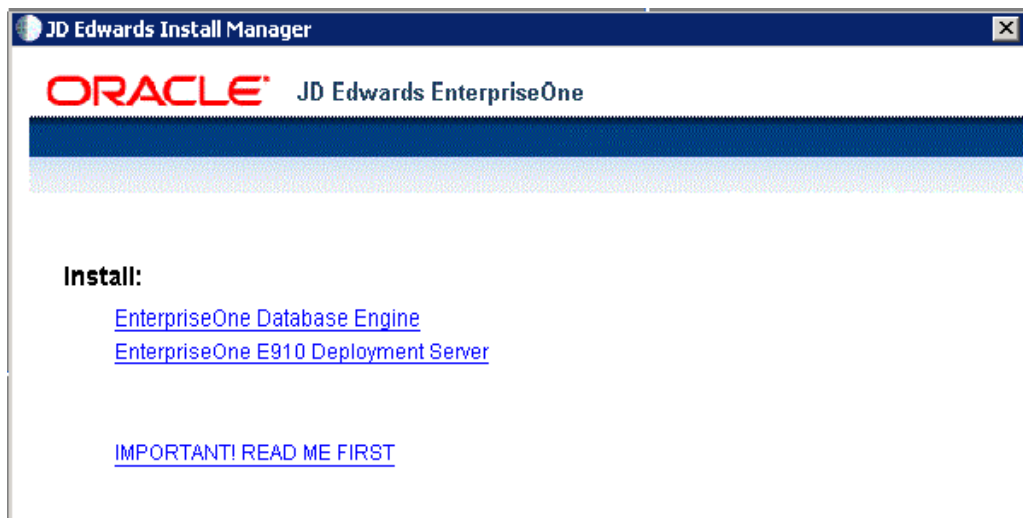 JD Edwards Install Manager
ORACLE® JD Edwards EnterpriseOne
Install:
EnterpriseOne Database Engine
EnterpriseOne E910 Deployment Server
IMPORTANT! READ ME FIRST